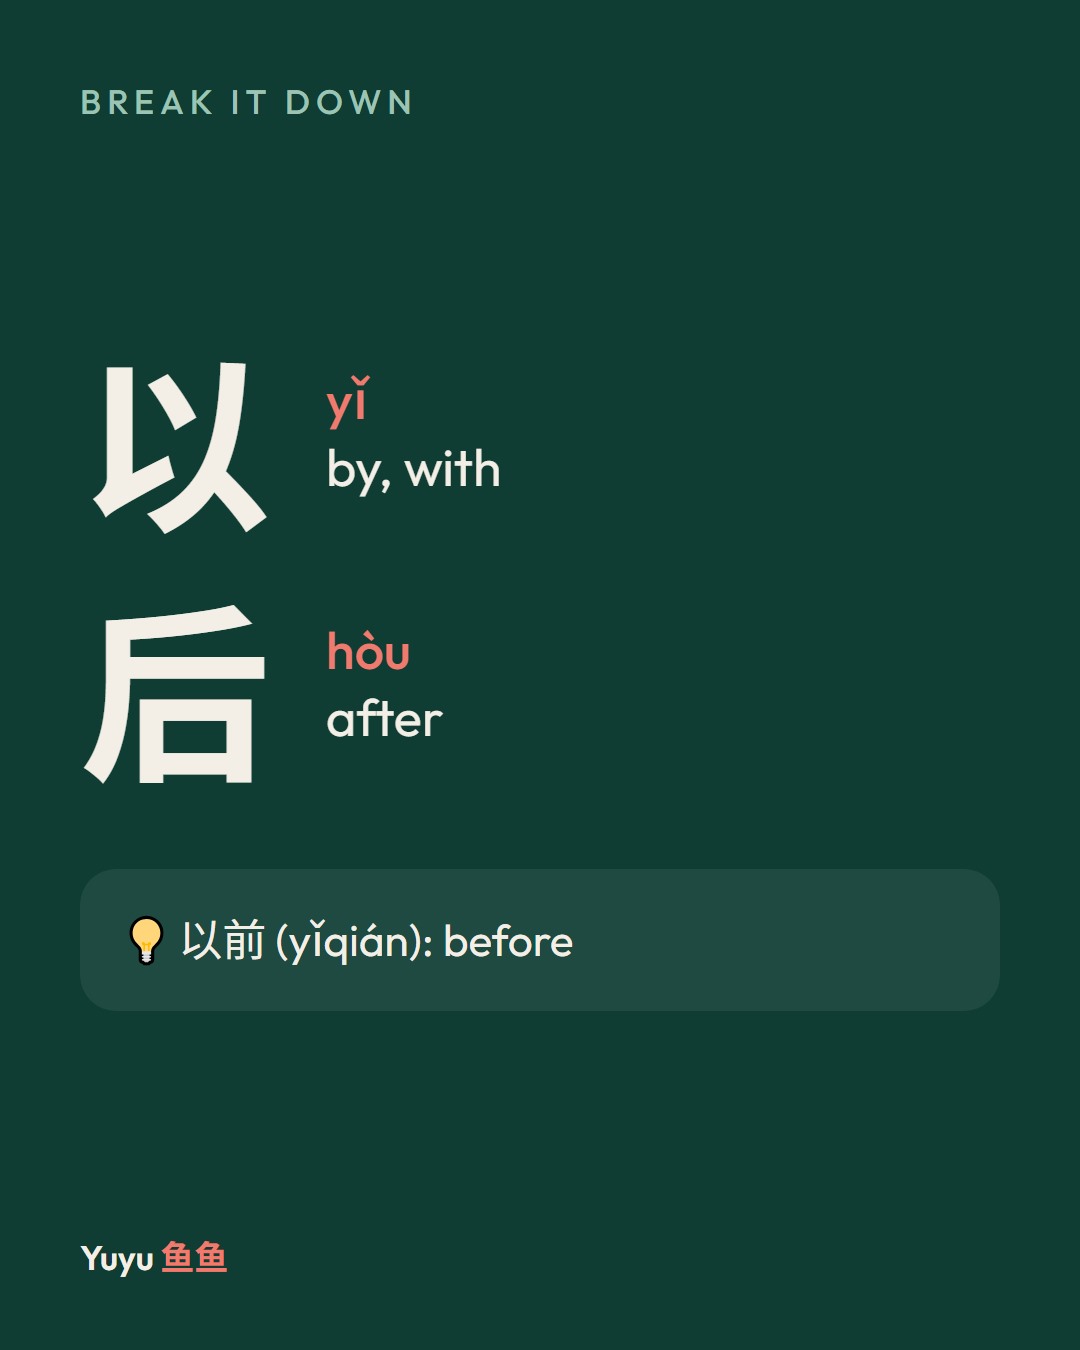 BREAK IT DOWN
以
yǐ
by, with
后
hòu
after
💡 以前 (yǐqián): before
Yuyu 鱼鱼